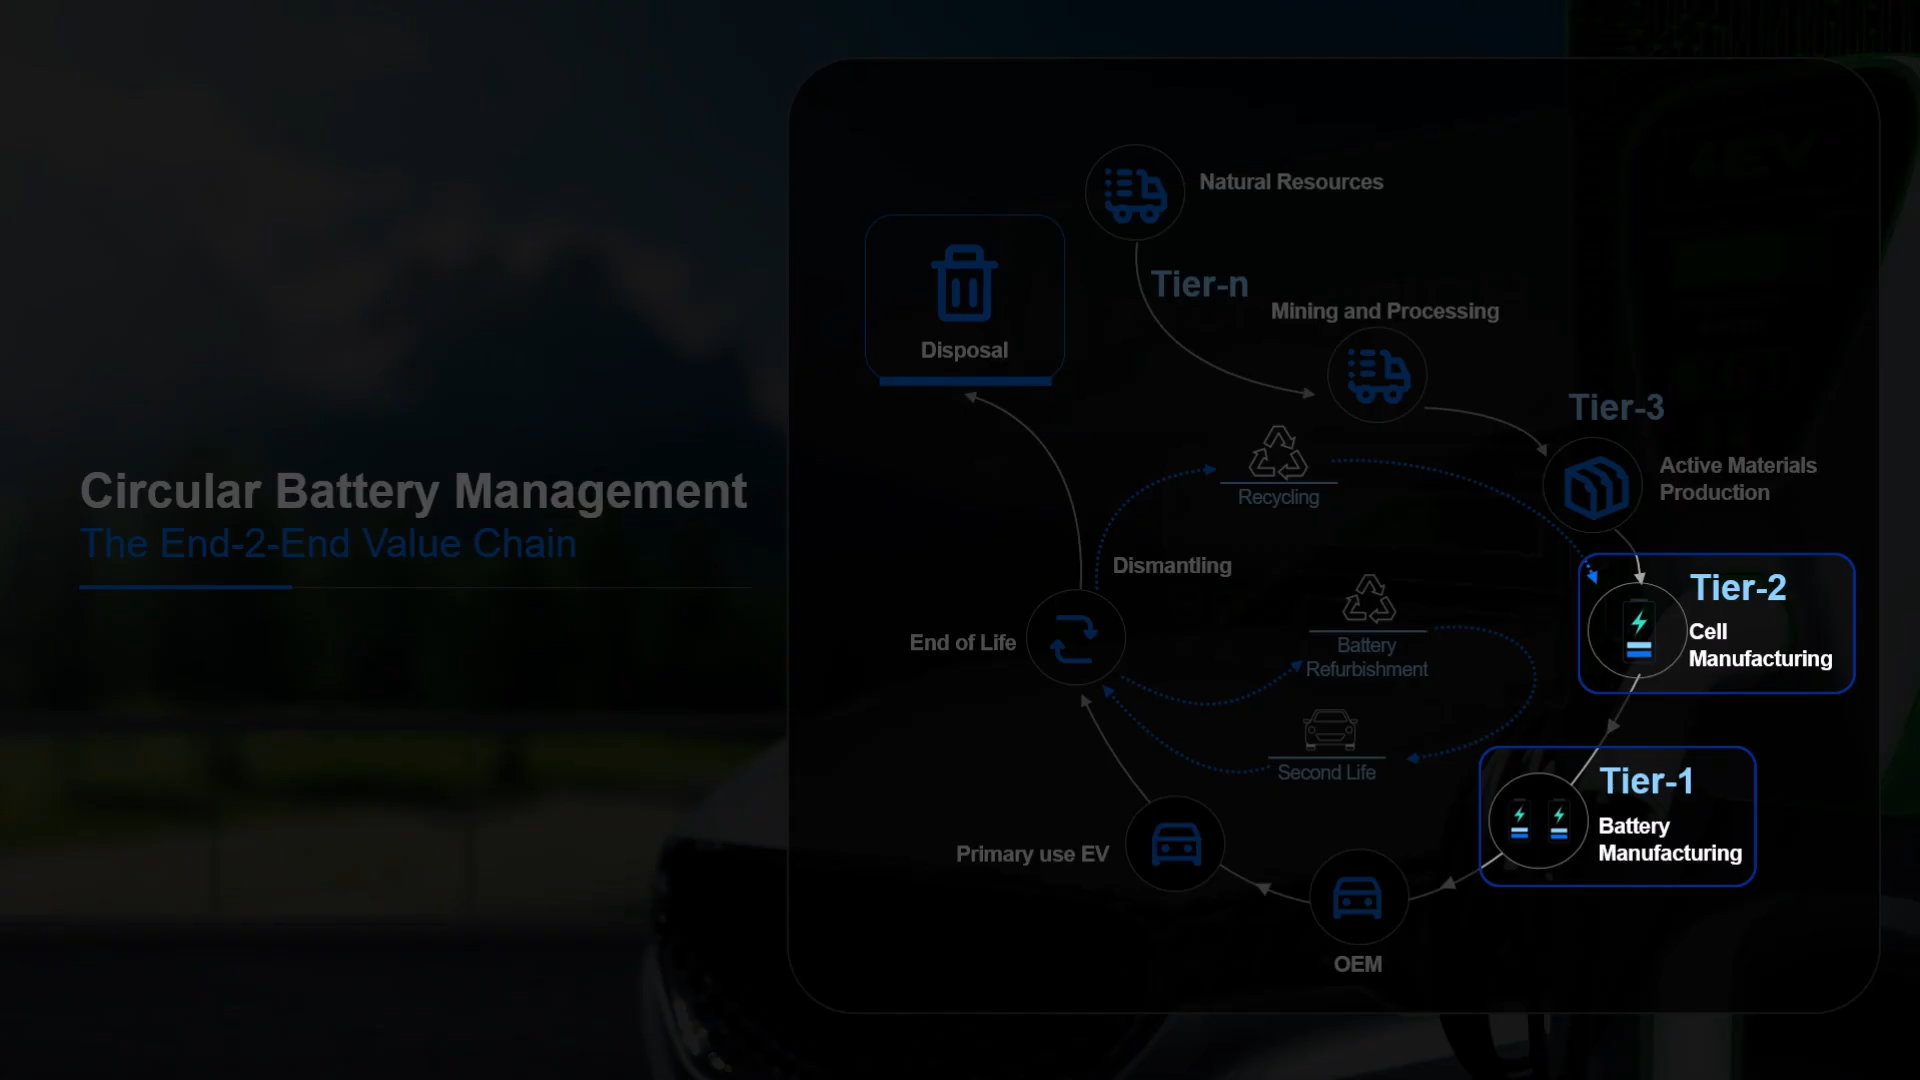 Circular Battery Management
The End-2-End Value Chain
Natural Resources
Tier-n
Mining and Processing
Disposal
Tier-3
Active Materials
Production
Recycling
Dismantling
Tier-2
Cell
Manufacturing
End of Life
Battery
Refurbishment
Second Life
Tier-1
Battery
Manufacturing
Primary use EV
OEM